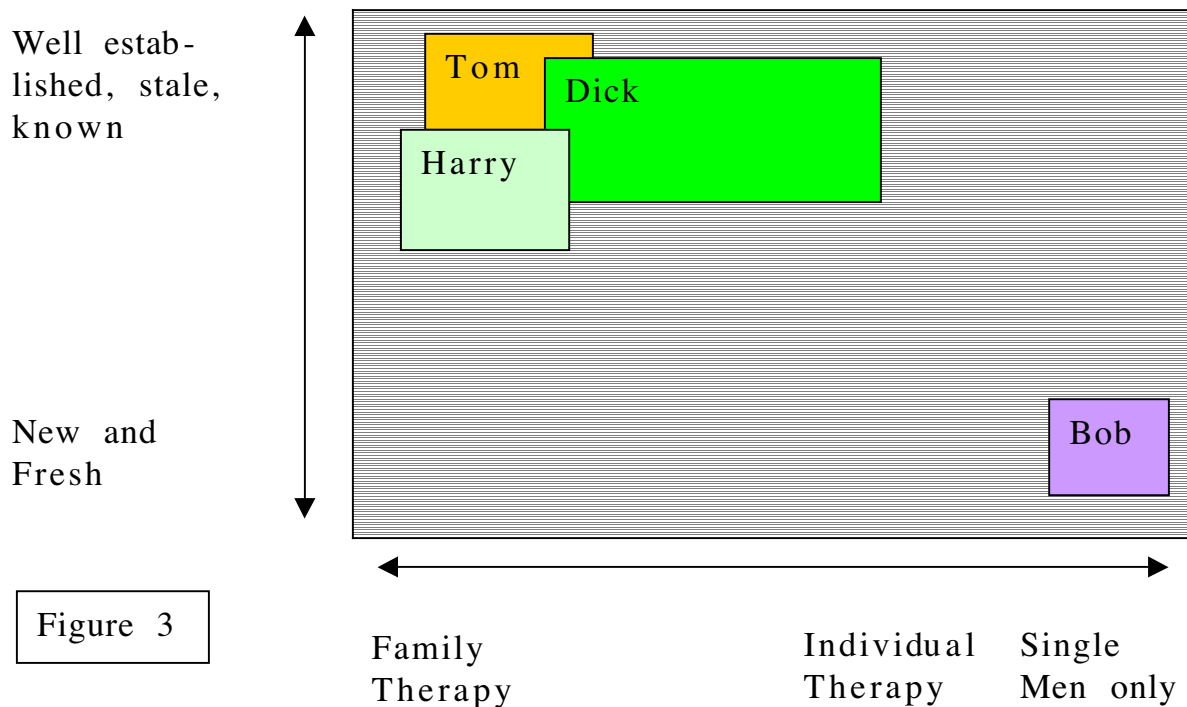 Well estab-
lished, stale,
known
Tom
Dick
Harry
New and
Fresh
Bob
Figure 3
Family
Therapy
Individual
Therapy
Single
Men only